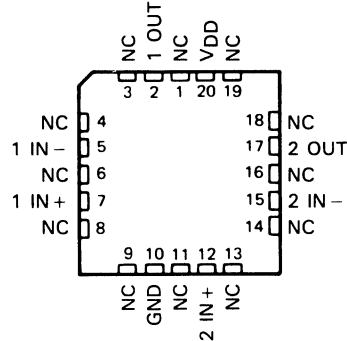 NC 1 OUT NC VDD NC
3 2 1 20 19
NC 4 18 NC
1 IN − 5 17 2 OUT
NC 6 16 NC
1 IN + 7 15 2 IN −
NC 8 14 NC
9 10 11 12 13
NC GND NC 2 IN + NC